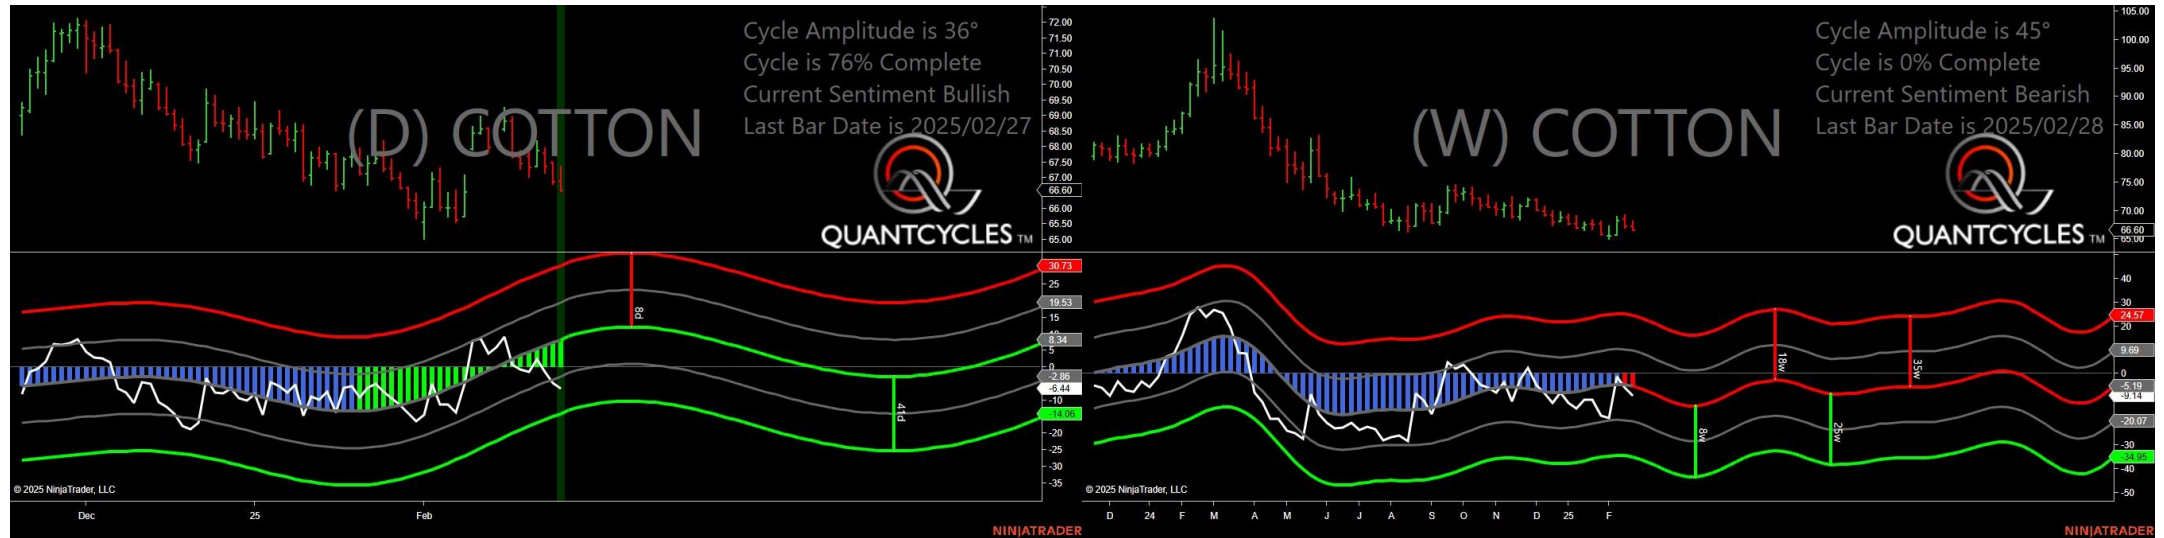 Cycle Amplitude is 36°
Cycle is 76% Complete
Current Sentiment Bullish
Last Bar Date is 2025/02/27
(D) COTTON
QUANTCYCLES TM
72.00
71.50
71.00
70.50
70.00
69.50
69.00
68.50
68.00
67.50
67.00
66.60
66.00
65.50
65.00
30.73
25
19.53
15
8.34
5
0
-2.86
-6.44
-10
-14.06
-20
-25
-30
-35
8d
41d
© 2025 NinjaTrader, LLC
Dec 25 Feb
NINJATRADER
Cycle Amplitude is 45°
Cycle is 0% Complete
Current Sentiment Bearish
Last Bar Date is 2025/02/28
(W) COTTON
QUANTCYCLES TM
105.00
100.00
95.00
90.00
85.00
80.00
75.00
70.00
66.60
65.00
40
30
24.57
20
9.69
0
-5.19
-9.14
-20.07
-30
-34.95
-40
-50
18w
35w
8w
25w
© 2025 NinjaTrader, LLC
D 24 F M A M J J A S O N D 25 F
NINJATRADER